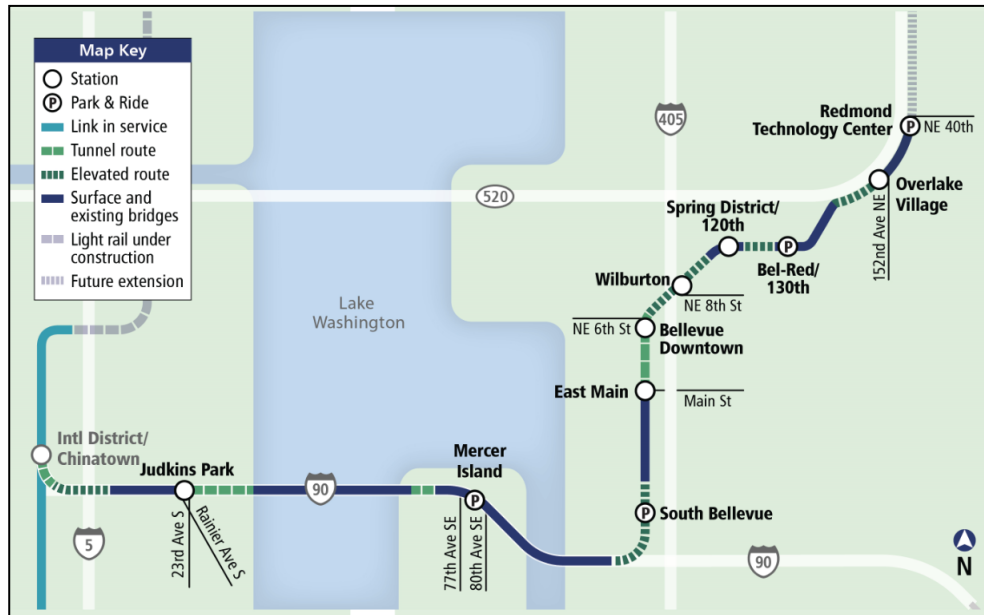 Map Key
Station
P
Park & Ride
Link in service
Tunnel route
Elevated route
Surface and
existing bridges
Light rail under
construction
Future extension
405
Redmond
Technology Center
P
NE 40th
520
Overlake
Village
152nd Ave NE
Spring District/
120th
P
Bel-Red/
130th
Wilburton
NE 8th St
Lake
Washington
NE 6th St
Bellevue
Downtown
East Main
Main St
Intl District/
Chinatown
Judkins Park
23rd Ave S
Rainier Ave S
90
Mercer
Island
P
77th Ave SE
80th Ave SE
P
South Bellevue
5
90
N